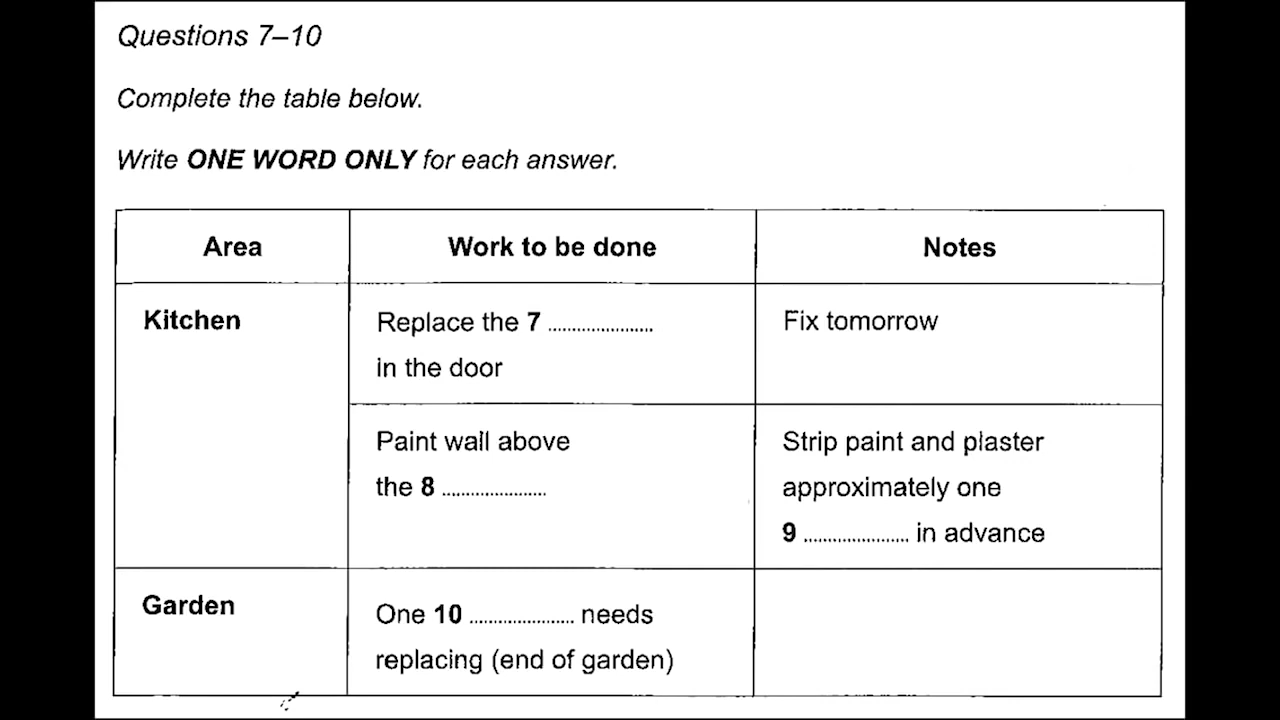 Questions 7–10
Complete the table below.
Write ONE WORD ONLY for each answer.
Area
Work to be done
Notes
Kitchen
Replace the 7 ......................
in the door
Fix tomorrow
Paint wall above
the 8 ......................
Strip paint and plaster
approximately one
9 ...................... in advance
Garden
One 10 ...................... needs
replacing (end of garden)